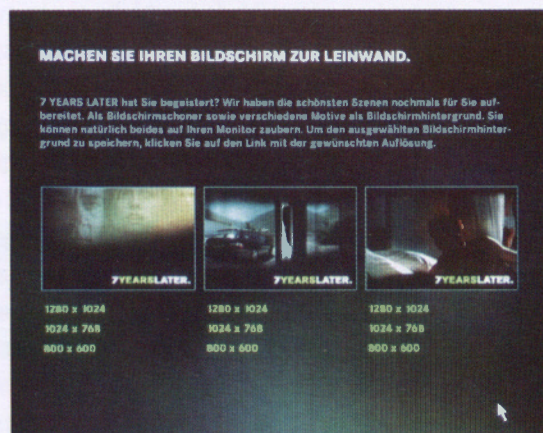 MACHEN SIE IHREN BILDSCHIRM ZUR LEINWAND.
7 YEARS LATER hat Sie begeistert? Wir haben die schönsten Szenen nochmals für Sie auf-
bereitet. Als Bildschirmschoner sowie verschiedene Motive als Bildschirmhintergrund. Sie
können natürlich beides auf Ihren Monitor zaubern. Um den ausgewählten Bildschirmhinter-
grund zu speichern, klicken Sie auf den Link mit der gewünschten Auflösung.
7YEARSLATER. 7YEARSLATER. 7YEARSLATER.
1280 x 1024 1280 x 1024 1280 x 1024
1024 x 768 1024 x 768 1024 x 768
800 x 600 800 x 600 800 x 600